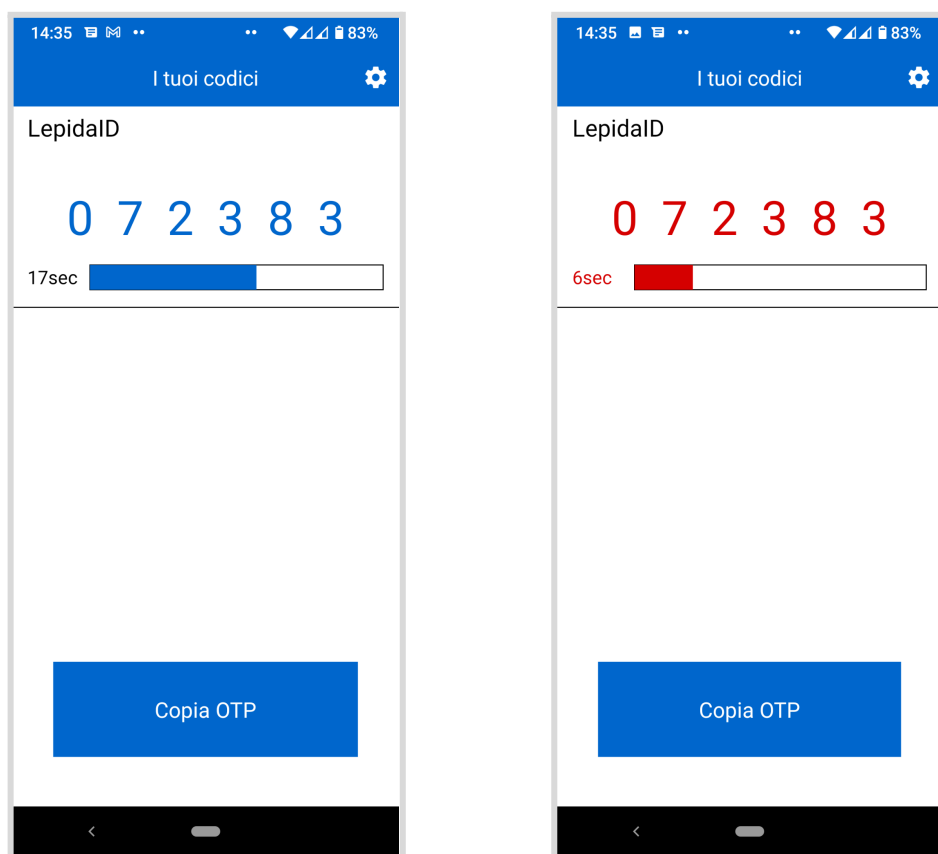 14:35 83%
I tuoi codici
LepidaID
0 7 2 3 8 3
17sec
Copia OTP
14:35 83%
I tuoi codici
LepidaID
0 7 2 3 8 3
6sec
Copia OTP